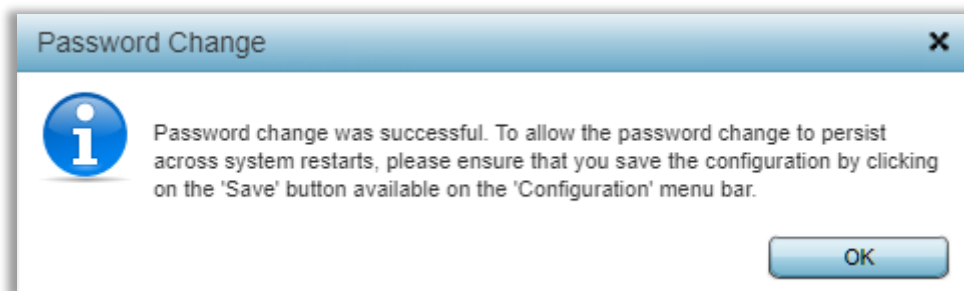 Password Change
Password change was successful. To allow the password change to persist
across system restarts, please ensure that you save the configuration by clicking
on the 'Save' button available on the 'Configuration' menu bar.
OK